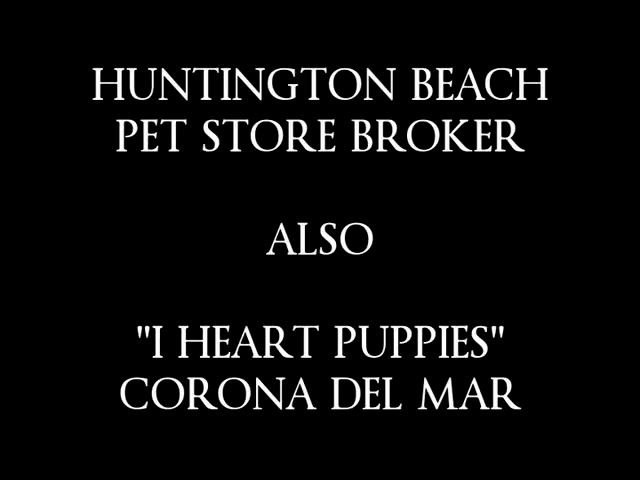 HUNTINGTON BEACH
PET STORE BROKER
ALSO
"I HEART PUPPIES"
CORONA DEL MAR